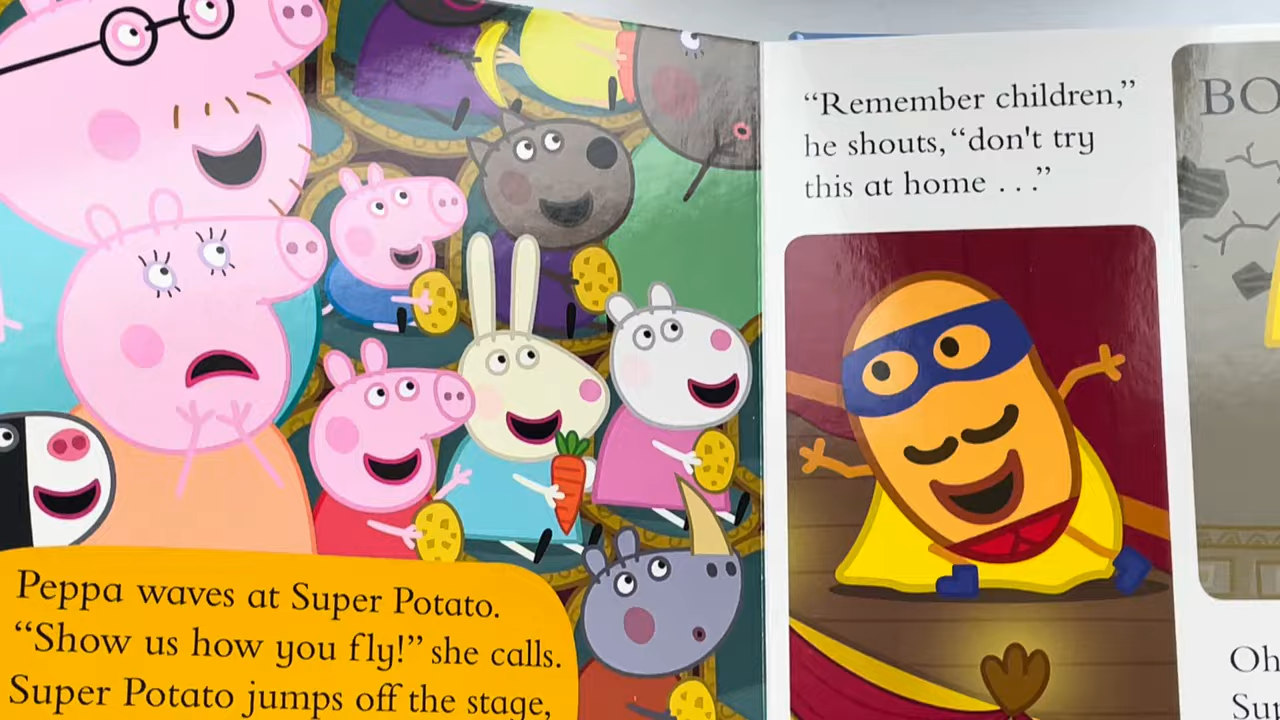 Peppa waves at Super Potato.
“Show us how you fly!” she calls.
Super Potato jumps off the stage,
“Remember children,”
he shouts, “don't try
this at home . . .”
Oh